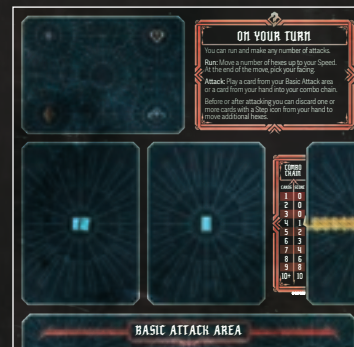 ON YOUR TURN
You can run and make any number of attacks.
Run: Move a number of hexes up to your Speed.
At the end of the move, pick your facing.
Attack: Play a card from your Basic Attack area
or a card from your hand into your combo chain.
Before or after attacking you can discard one or
more cards with a Step icon from your hand to
move additional hexes.
COMBO
CHAIN
CARDS SCORE
1 0
2 0
3 0
4 1
5 2
6 3
7 4
8 6
9 8
10+ 10
BASIC ATTACK AREA